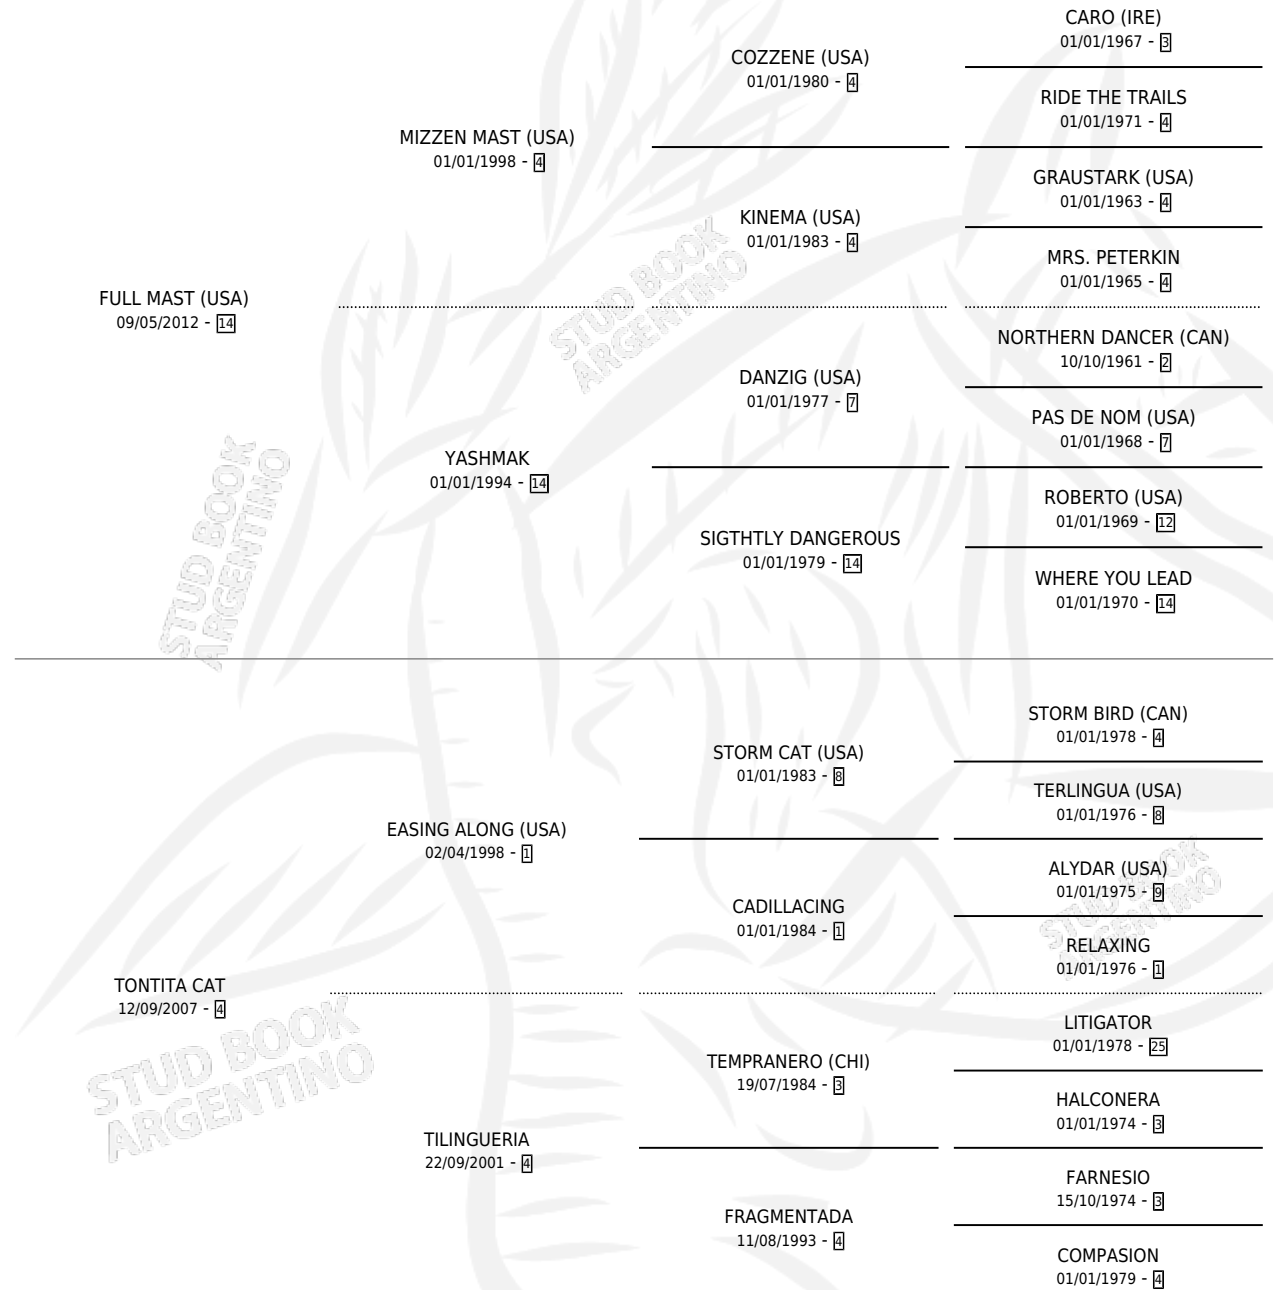 CARO (IRE)
01/01/1967 - 3
COZZENE (USA)
01/01/1980 - 4
RIDE THE TRAILS
01/01/1971 - 4
MIZZEN MAST (USA)
01/01/1998 - 4
GRAUSTARK (USA)
01/01/1963 - 4
KINEMA (USA)
01/01/1983 - 4
MRS. PETERKIN
01/01/1965 - 4
FULL MAST (USA)
09/05/2012 - 14
NORTHERN DANCER (CAN)
10/10/1961 - 2
DANZIG (USA)
01/01/1977 - 7
PAS DE NOM (USA)
01/01/1968 - 7
YASHMAK
01/01/1994 - 14
ROBERTO (USA)
01/01/1969 - 12
SIGTHTLY DANGEROUS
01/01/1979 - 14
WHERE YOU LEAD
01/01/1970 - 14
STORM BIRD (CAN)
01/01/1978 - 4
STORM CAT (USA)
01/01/1983 - 8
TERLINGUA (USA)
01/01/1976 - 8
EASING ALONG (USA)
02/04/1998 - 1
ALYDAR (USA)
01/01/1975 - 9
CADILLACING
01/01/1984 - 1
RELAXING
01/01/1976 - 1
TONTITA CAT
12/09/2007 - 4
LITIGATOR
01/01/1978 - 25
TEMPRANERO (CHI)
19/07/1984 - 3
HALCONERA
01/01/1974 - 3
TILINGUERIA
22/09/2001 - 4
FARNESIO
15/10/1974 - 3
FRAGMENTADA
11/08/1993 - 4
COMPASION
01/01/1979 - 4
STUD BOOK
ARGENTINO
STUD BOOK
ARGENTINO
STUD BOOK
ARGENTINO
STUD BOOK
ARGENTINO